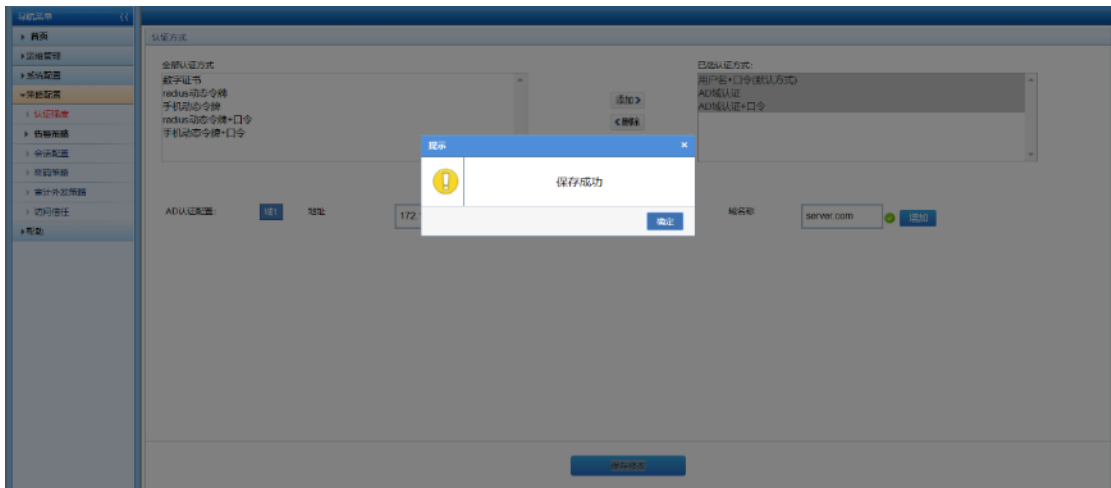 导航菜单
首页
运维管理
系统配置
策略配置
认证强度
告警策略
会话配置
密码策略
审计外发策略
访问信任
帮助
认证方式
全部认证方式
数字证书
radius动态令牌
手机动态令牌
radius动态令牌+口令
手机动态令牌+口令
添加
删除
已选认证方式:
用户名+口令(默认方式)
AD域认证
AD域认证+口令
提示
保存成功
确定
AD认证配置:
域1
地址
172.
域名称
server.com
增加
保存修改